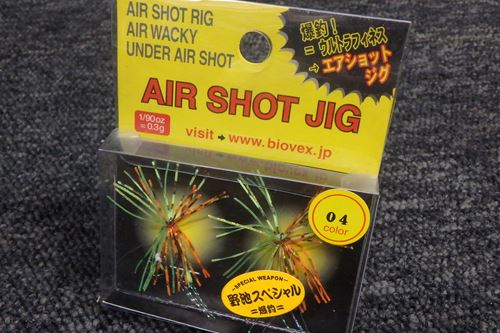 AIR SHOT RIG
AIR WACKY
UNDER AIR SHOT
爆釣!
=ウルトラフィネス
→エアショット
ジグ
AIR SHOT JIG
1/90oz
=0.3g
visit→www.biovex.jp
04
color
~SPECIAL WEAPON~
野池スペシャル
=爆釣=